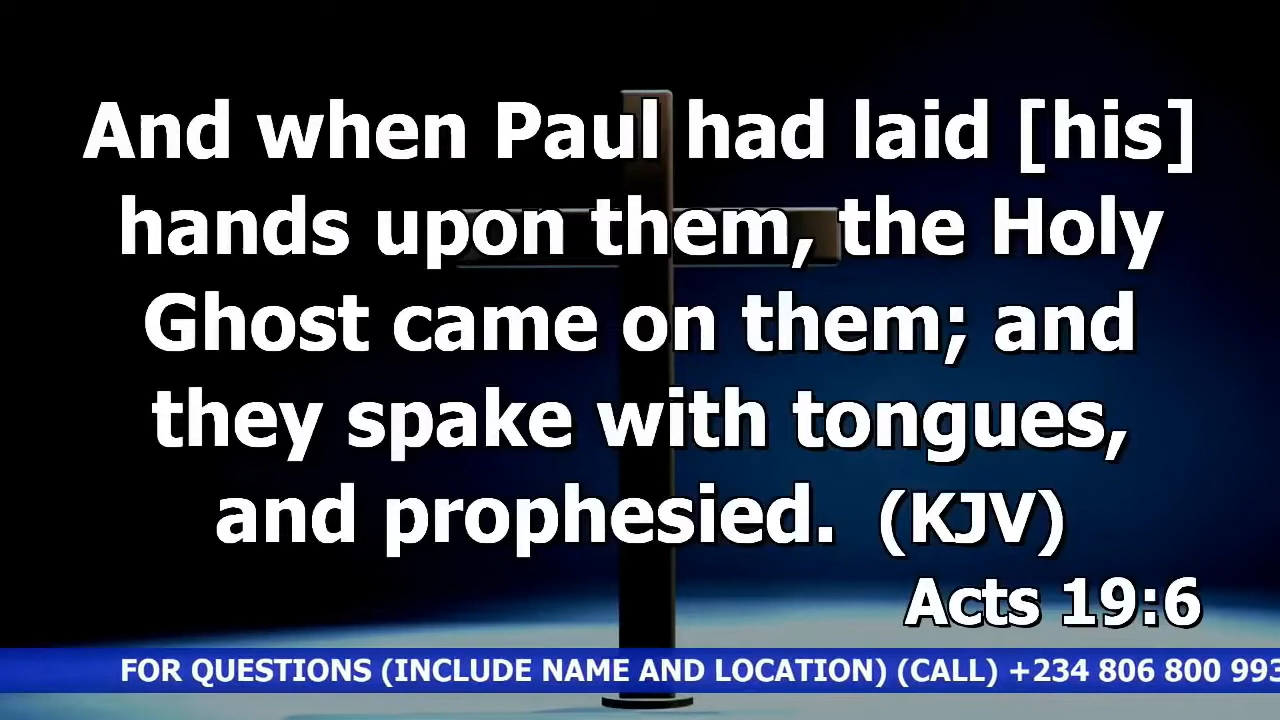 And when Paul had laid [his]
hands upon them, the Holy
Ghost came on them; and
they spake with tongues,
and prophesied. (KJV)
Acts 19:6
FOR QUESTIONS (INCLUDE NAME AND LOCATION) (CALL) +234 806 800 993